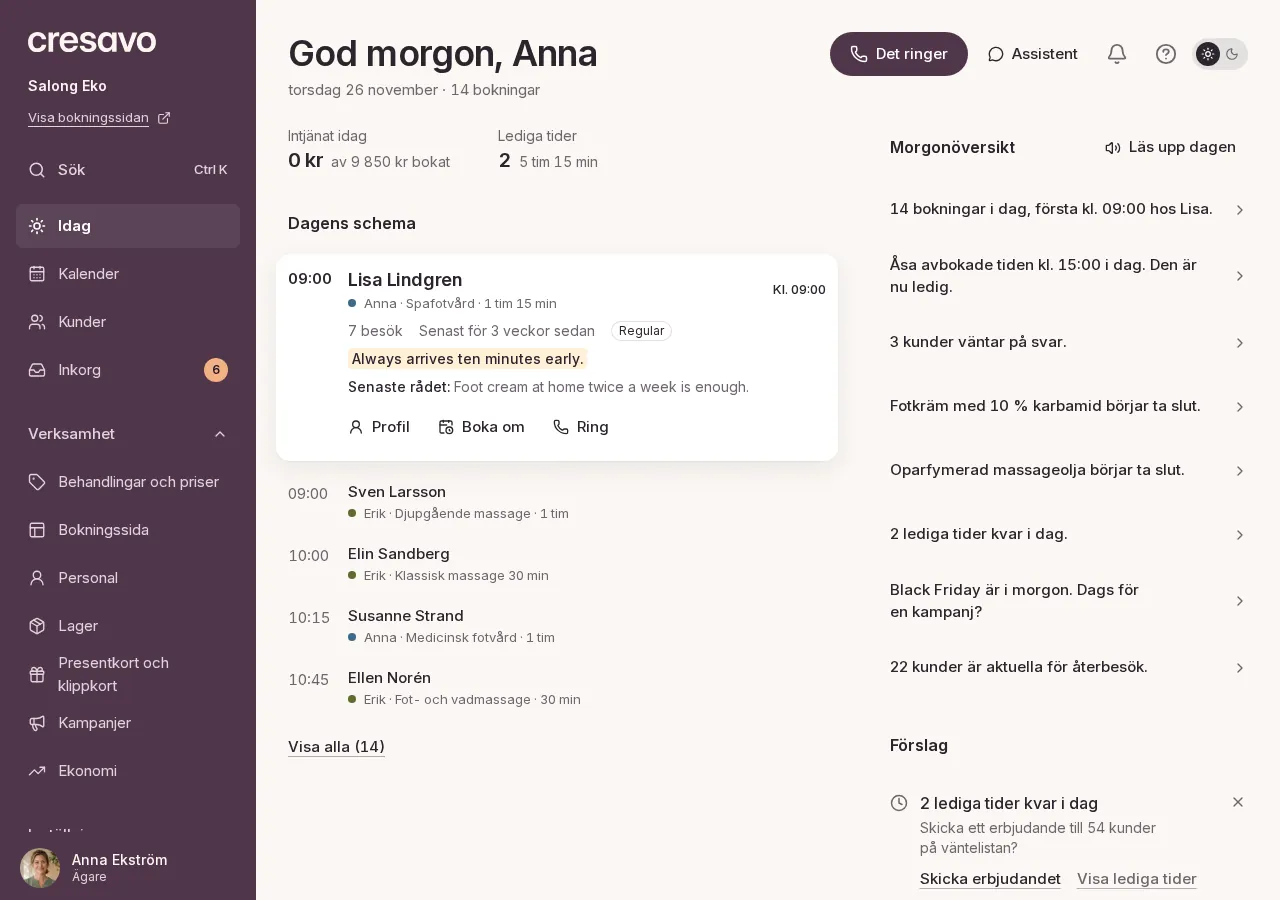 cresavo
Salong Eko
Visa bokningssidan
Sök Ctrl K
Idag
Kalender
Kunder
Inkorg 6
Verksamhet
Behandlingar och priser
Bokningssida
Personal
Lager
Presentkort och
klippkort
Kampanjer
Ekonomi
Anna Ekström
Ägare
God morgon, Anna
torsdag 26 november · 14 bokningar
Det ringer
Assistent
Intjänat idag
0 kr av 9 850 kr bokat
Lediga tider
2 5 tim 15 min
Dagens schema
09:00 Lisa Lindgren
Kl. 09:00
Anna · Spafotvård · 1 tim 15 min
7 besök Senast för 3 veckor sedan Regular
Always arrives ten minutes early.
Senaste rådet: Foot cream at home twice a week is enough.
Profil Boka om Ring
09:00 Sven Larsson
Erik · Djupgående massage · 1 tim
10:00 Elin Sandberg
Erik · Klassisk massage 30 min
10:15 Susanne Strand
Anna · Medicinsk fotvård · 1 tim
10:45 Ellen Norén
Erik · Fot- och vadmassage · 30 min
Visa alla (14)
Morgonöversikt Läs upp dagen
14 bokningar i dag, första kl. 09:00 hos Lisa.
Åsa avbokade tiden kl. 15:00 i dag. Den är
nu ledig.
3 kunder väntar på svar.
Fotkräm med 10 % karbamid börjar ta slut.
Oparfymerad massageolja börjar ta slut.
2 lediga tider kvar i dag.
Black Friday är i morgon. Dags för
en kampanj?
22 kunder är aktuella för återbesök.
Förslag
2 lediga tider kvar i dag
Skicka ett erbjudande till 54 kunder
på väntelistan?
Skicka erbjudandet Visa lediga tider